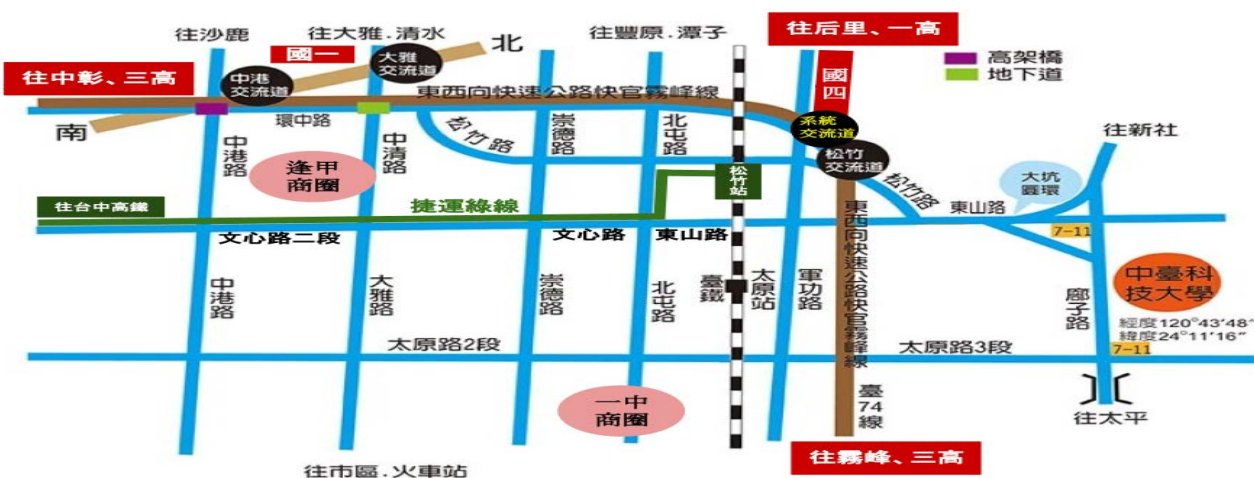 往沙鹿
往大雅.清水
北
往豐原.潭子
往后里、一高
國一
往中彰、三高
中港
交流道
大雅
交流道
國四
高架橋
地下道
東西向快速公路快官霧峰線
南
環中路
中港路
中清路
松竹路
崇德路
北屯路
系統
交流道
松竹
交流道
往新社
逢甲
商圈
松竹站
松竹路
大坑
圓環
往台中高鐵
捷運綠線
東山路
文心路二段
文心路
東山路
7-11
中港路
大雅路
崇德路
北屯路
臺鐵
太原站
軍功路
東西向快速公路快官霧峰線
廍子路
中臺科
技大學
經度120°43'48"
緯度24°11'16"
太原路2段
太原路3段
7-11
一中
商圈
臺74線
往太平
往霧峰、三高
往市區.火車站